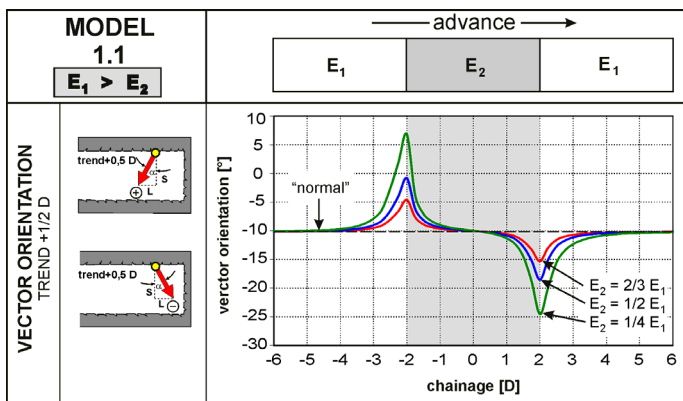 MODEL
1.1
E₁ > E₂
advance
E₁ E₂ E₁
VECTOR ORIENTATION
TREND +1/2 D
trend+0,5 D
α
S
L
+
trend+0,5 D
S
α
L
−
verctor orientation [°]
10
5
0
-5
-10
-15
-20
-25
-30
"normal"
E₂ = 2/3 E₁
E₂ = 1/2 E₁
E₂ = 1/4 E₁
-6 -5 -4 -3 -2 -1 0 1 2 3 4 5 6
chainage [D]